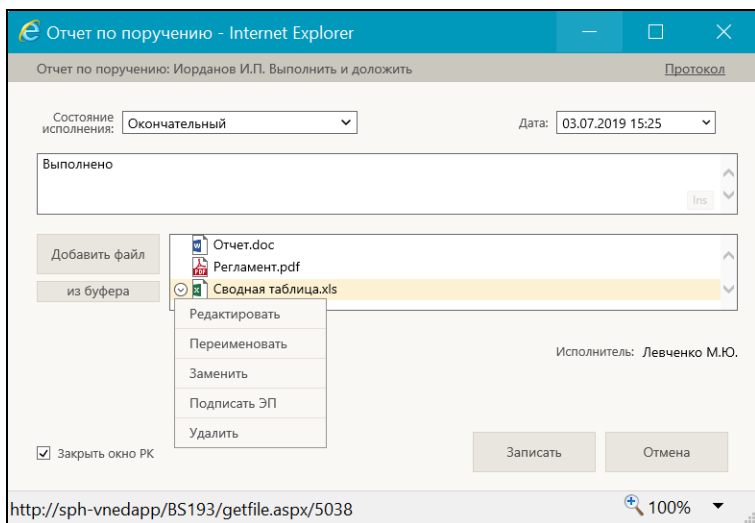 Отчет по поручению - Internet Explorer
Отчет по поручению: Иорданов И.П. Выполнить и доложить Протокол
Состояние исполнения: Окончательный Дата: 03.07.2019 15:25
Выполнено
Ins
Добавить файл
из буфера
Отчет.doc
Регламент.pdf
Сводная таблица.xls
Редактировать
Переименовать
Заменить
Подписать ЭП
Удалить
Исполнитель: Левченко М.Ю.
Закрыть окно РК
Записать Отмена
http://sph-vnedapp/BS193/getfile.aspx/5038 100%